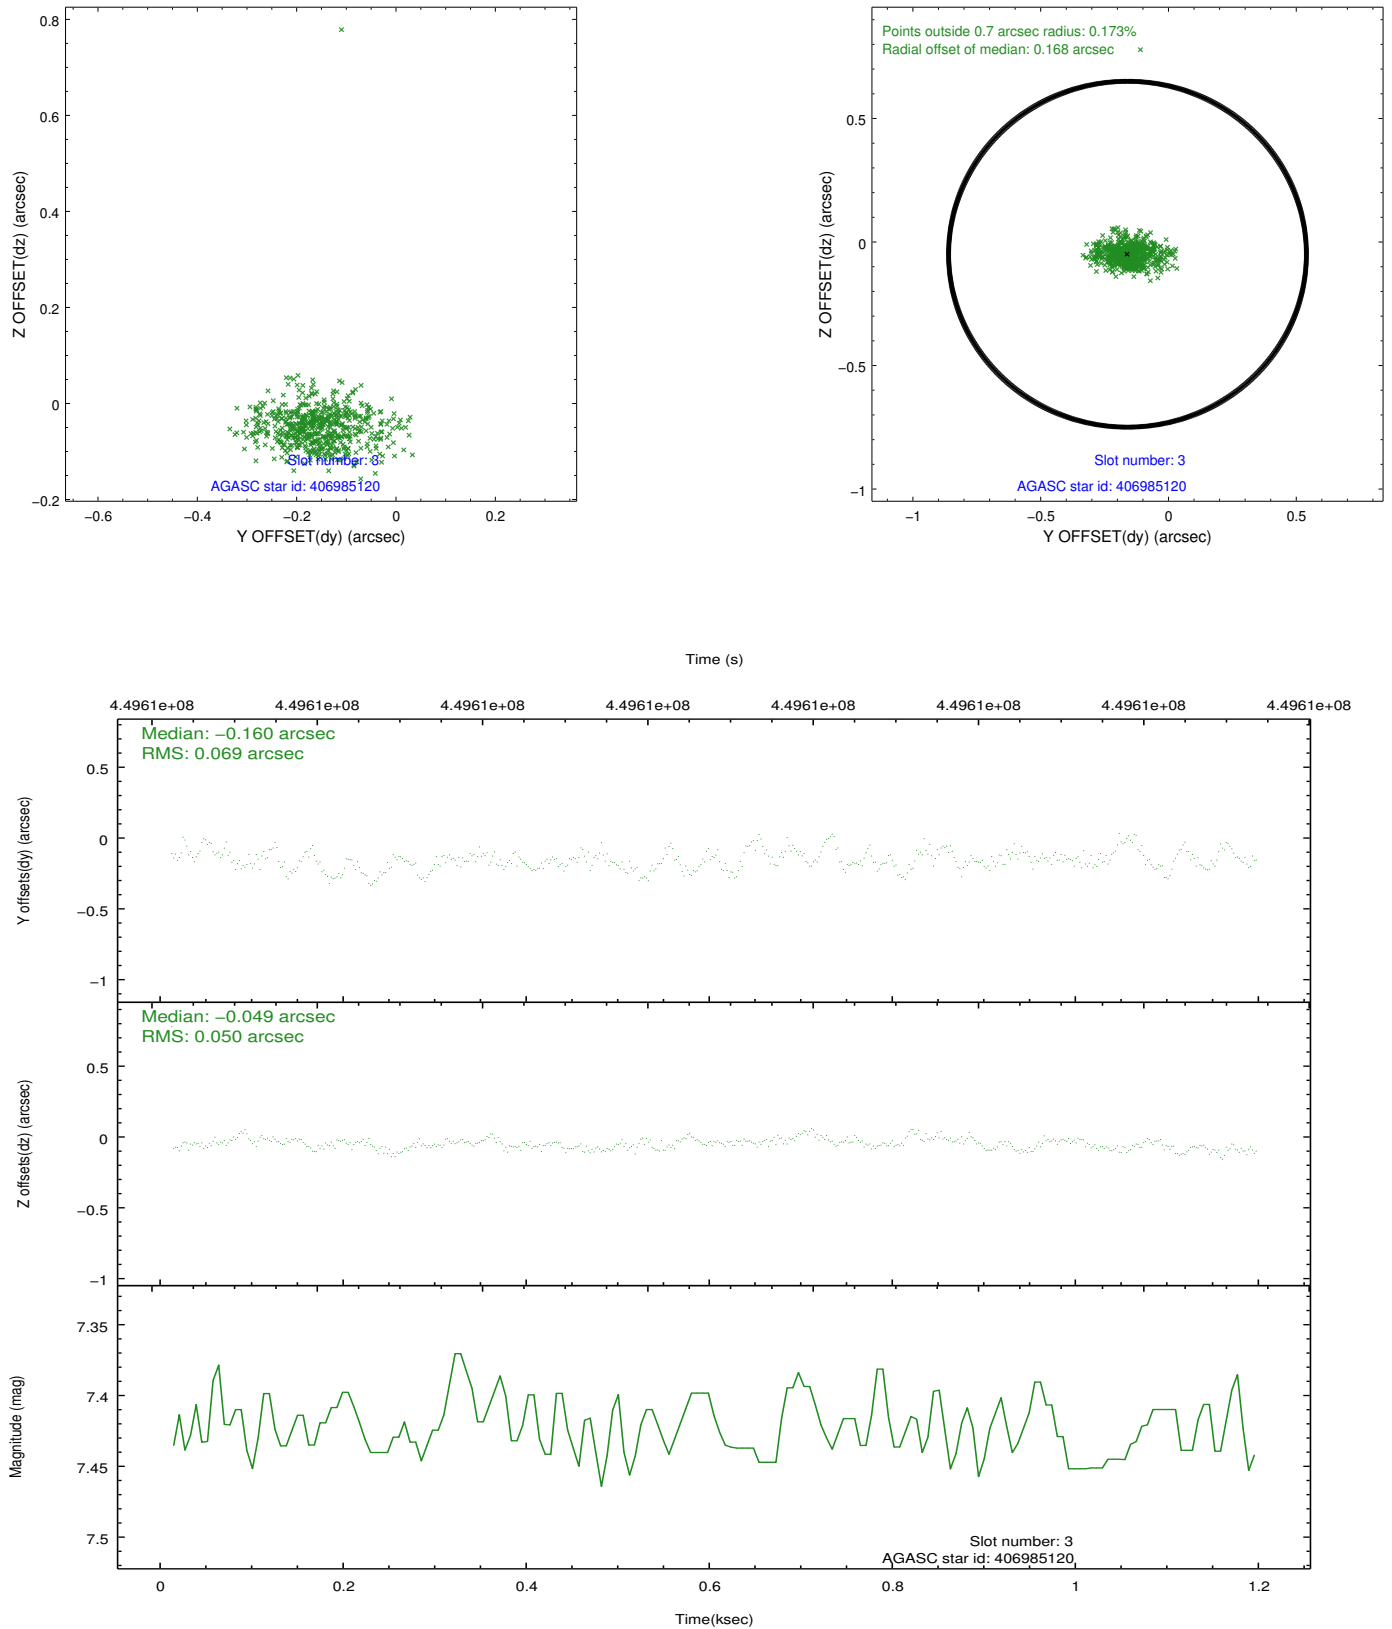 0.8
0.6
0.4
0.2
0
−0.2
−0.6
−0.4
−0.2
0
0.2
Z OFFSET(dz) (arcsec)
Y OFFSET(dy) (arcsec)
Slot number: 3
AGASC star id: 406985120
Points outside 0.7 arcsec radius: 0.173%
Radial offset of median: 0.168 arcsec
0.5
0
−0.5
−1
−1
−0.5
0
0.5
Z OFFSET(dz) (arcsec)
Y OFFSET(dy) (arcsec)
Slot number: 3
AGASC star id: 406985120
Time (s)
4.4961e+08 4.4961e+08 4.4961e+08 4.4961e+08 4.4961e+08 4.4961e+08 4.4961e+08 4.4961e+08
Median: −0.160 arcsec
RMS: 0.069 arcsec
0.5
0
−0.5
−1
Y offsets(dy) (arcsec)
Median: −0.049 arcsec
RMS: 0.050 arcsec
0.5
0
−0.5
−1
Z offsets(dz) (arcsec)
7.35
7.4
7.45
7.5
Magnitude (mag)
Slot number: 3
AGASC star id: 406985120
0 0.2 0.4 0.6 0.8 1 1.2
Time(ksec)